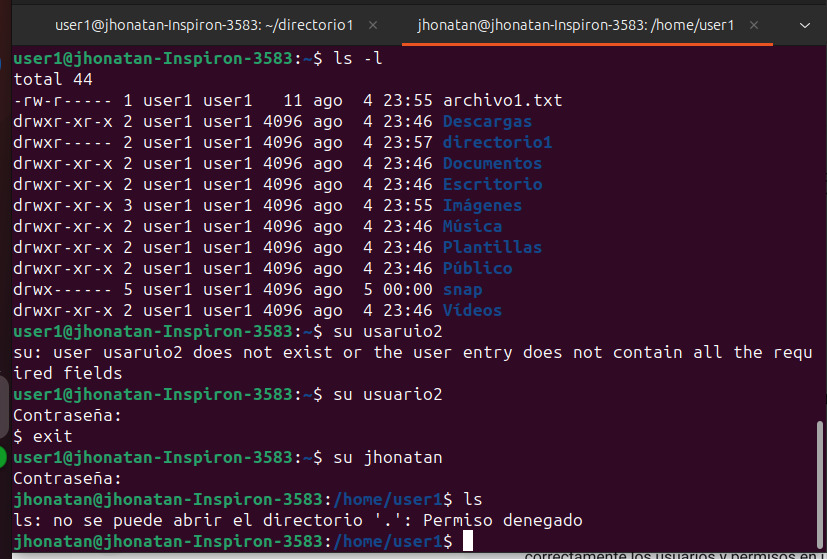 user1@jhonatan-Inspiron-3583: ~/directorio1 × jhonatan@jhonatan-Inspiron-3583: /home/user1 ×
user1@jhonatan-Inspiron-3583:~$ ls -l
total 44
-rw-r----- 1 user1 user1   11 ago  4 23:55 archivo1.txt
drwxr-xr-x 2 user1 user1 4096 ago  4 23:46 Descargas
drwxr----- 2 user1 user1 4096 ago  4 23:57 directorio1
drwxr-xr-x 2 user1 user1 4096 ago  4 23:46 Documentos
drwxr-xr-x 2 user1 user1 4096 ago  4 23:46 Escritorio
drwxr-xr-x 3 user1 user1 4096 ago  4 23:55 Imágenes
drwxr-xr-x 2 user1 user1 4096 ago  4 23:46 Música
drwxr-xr-x 2 user1 user1 4096 ago  4 23:46 Plantillas
drwxr-xr-x 2 user1 user1 4096 ago  4 23:46 Público
drwx------ 5 user1 user1 4096 ago  5 00:00 snap
drwxr-xr-x 2 user1 user1 4096 ago  4 23:46 Vídeos
user1@jhonatan-Inspiron-3583:~$ su usaruio2
su: user usaruio2 does not exist or the user entry does not contain all the requ
ired fields
user1@jhonatan-Inspiron-3583:~$ su usuario2
Contraseña:
$ exit
user1@jhonatan-Inspiron-3583:~$ su jhonatan
Contraseña:
jhonatan@jhonatan-Inspiron-3583:/home/user1$ ls
ls: no se puede abrir el directorio '.': Permiso denegado
jhonatan@jhonatan-Inspiron-3583:/home/user1$
correctamente los usuarios y permisos en